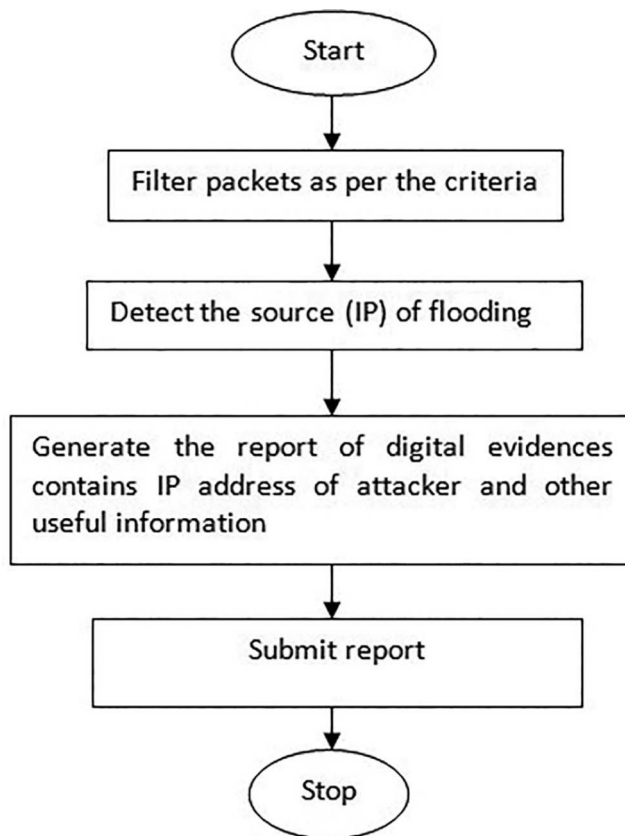 Start
Filter packets as per the criteria
Detect the source (IP) of flooding
Generate the report of digital evidences
contains IP address of attacker and other
useful information
Submit report
Stop